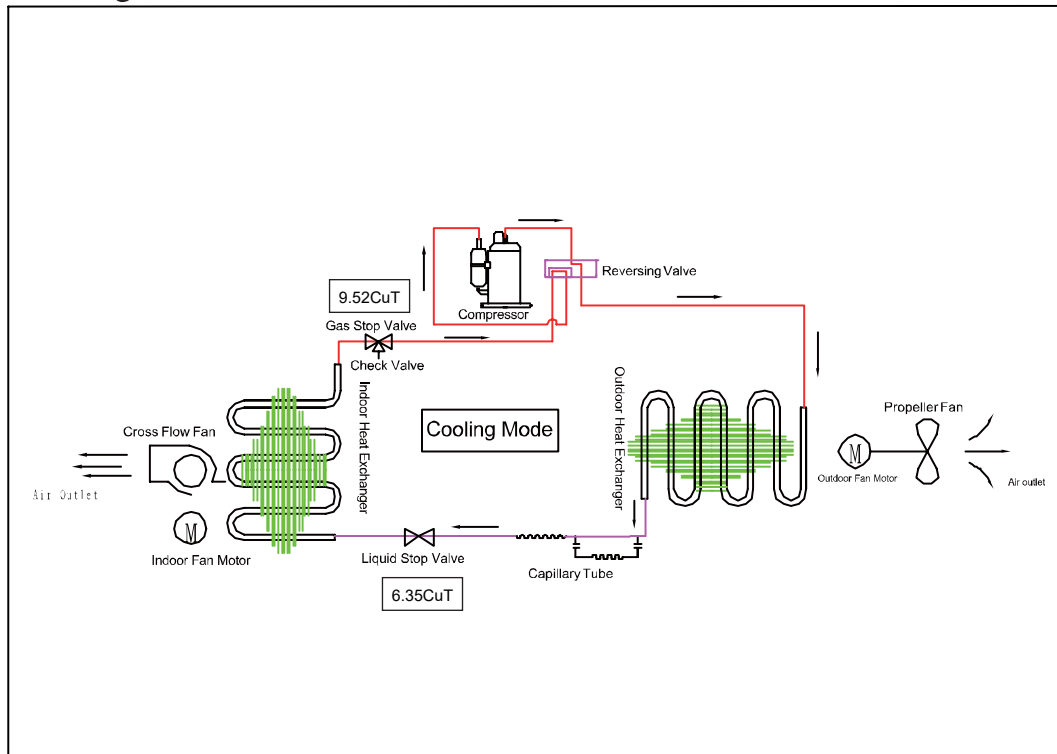 Reversing Valve
9.52CuT
Compressor
Gas Stop Valve
Check Valve
Indoor Heat Exchanger
Outdoor Heat Exchanger
Cooling Mode
Propeller Fan
Cross Flow Fan
M
Outdoor Fan Motor
Air outlet
Air Outlet
M
Indoor Fan Motor
Liquid Stop Valve
Capillary Tube
6.35CuT